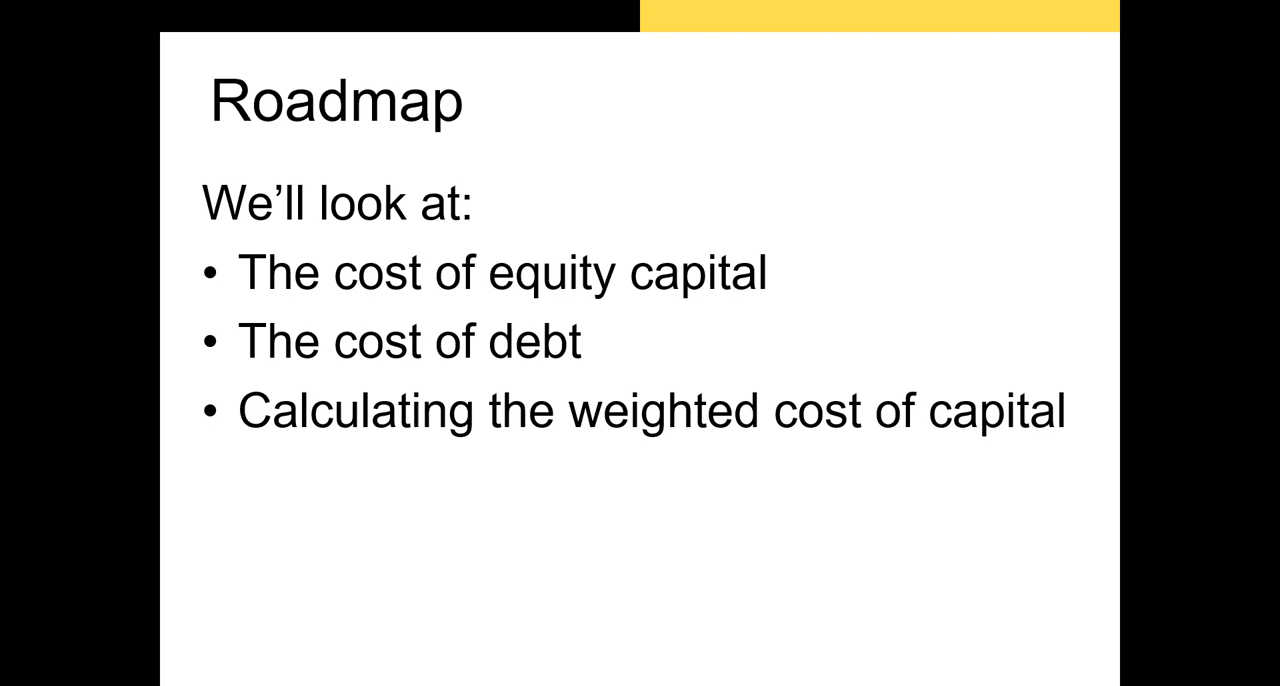 Roadmap
We’ll look at:
• The cost of equity capital
• The cost of debt
• Calculating the weighted cost of capital